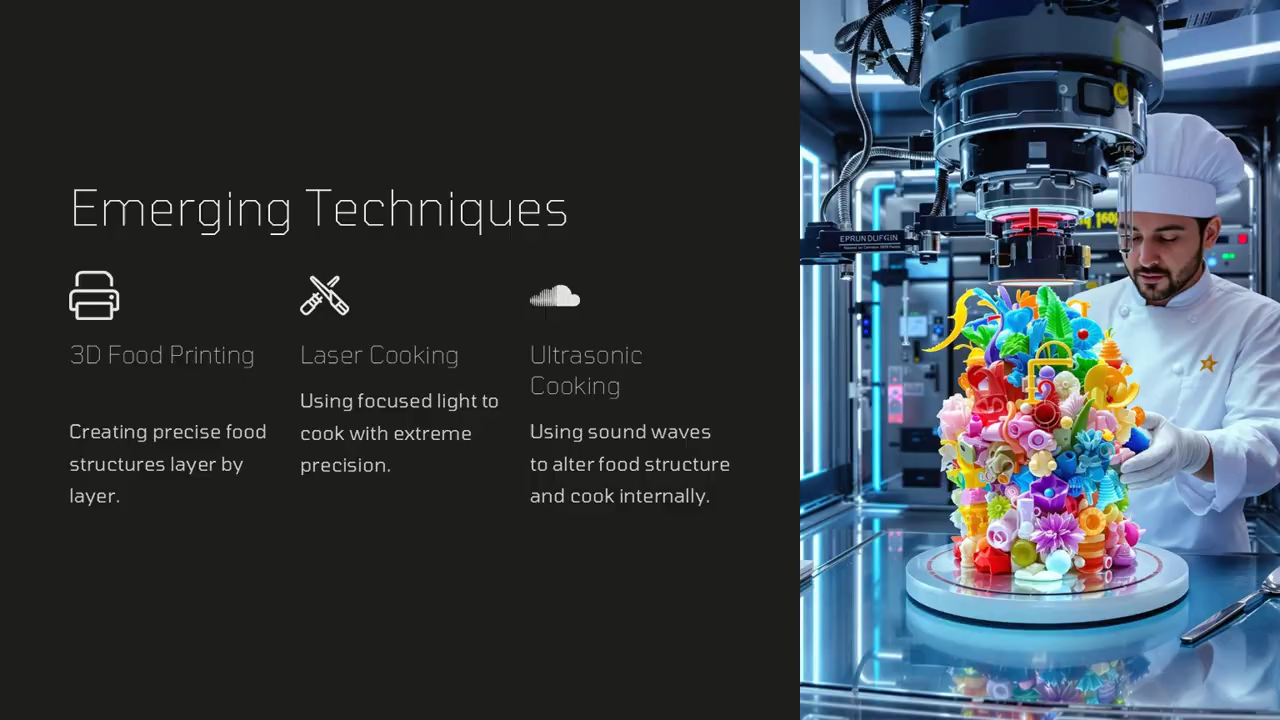 Emerging Techniques
3D Food Printing
Creating precise food
structures layer by
layer.
Laser Cooking
Using focused light to
cook with extreme
precision.
Ultrasonic
Cooking
Using sound waves
to alter food structure
and cook internally.